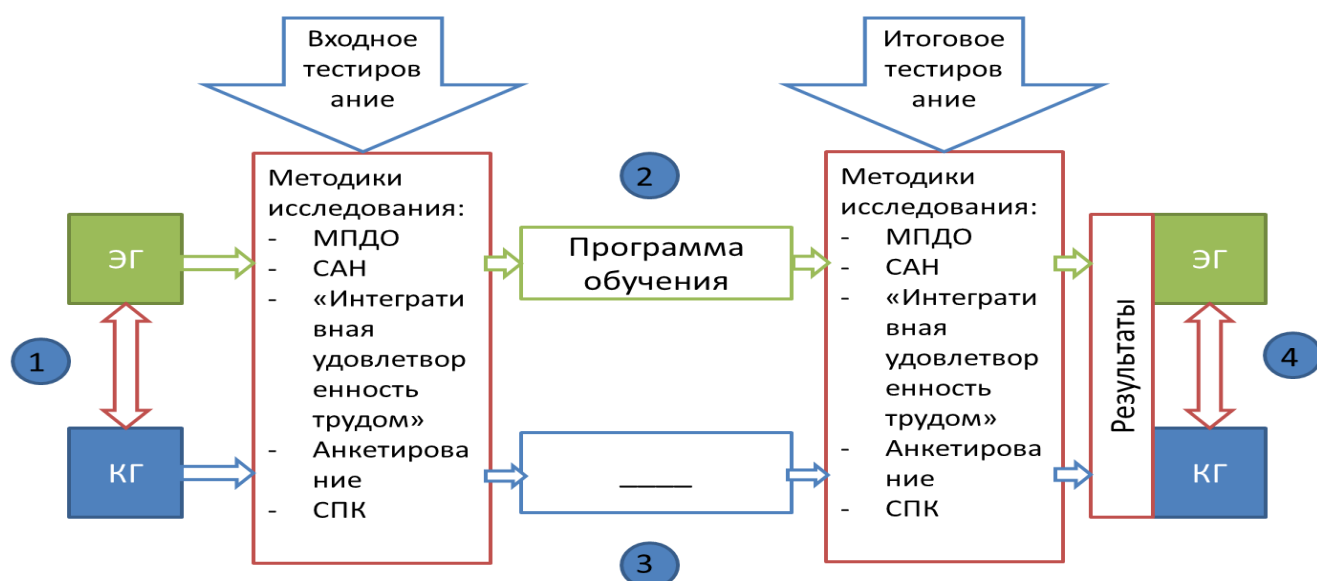 Входное
тестиров
ание
Итоговое
тестиров
ание
1
ЭГ
КГ
Методики
исследования:
- МПДО
- САН
- «Интеграти
вная
удовлетвор
енность
трудом»
- Анкетирова
ние
- СПК
2
Программа
обучения
____
3
Методики
исследования:
- МПДО
- САН
- «Интеграти
вная
удовлетвор
енность
трудом»
- Анкетирова
ние
- СПК
Результаты
ЭГ
КГ
4